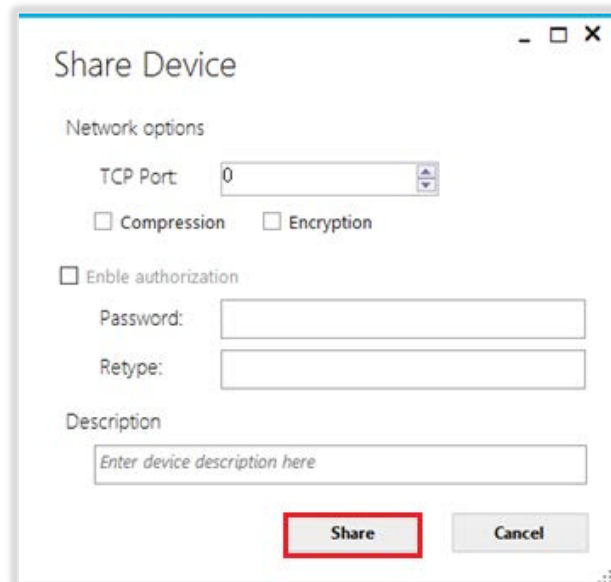 Share Device
Network options
TCP Port: 0
Compression Encryption
Enble authorization
Password:
Retype:
Description
Enter device description here
Share Cancel